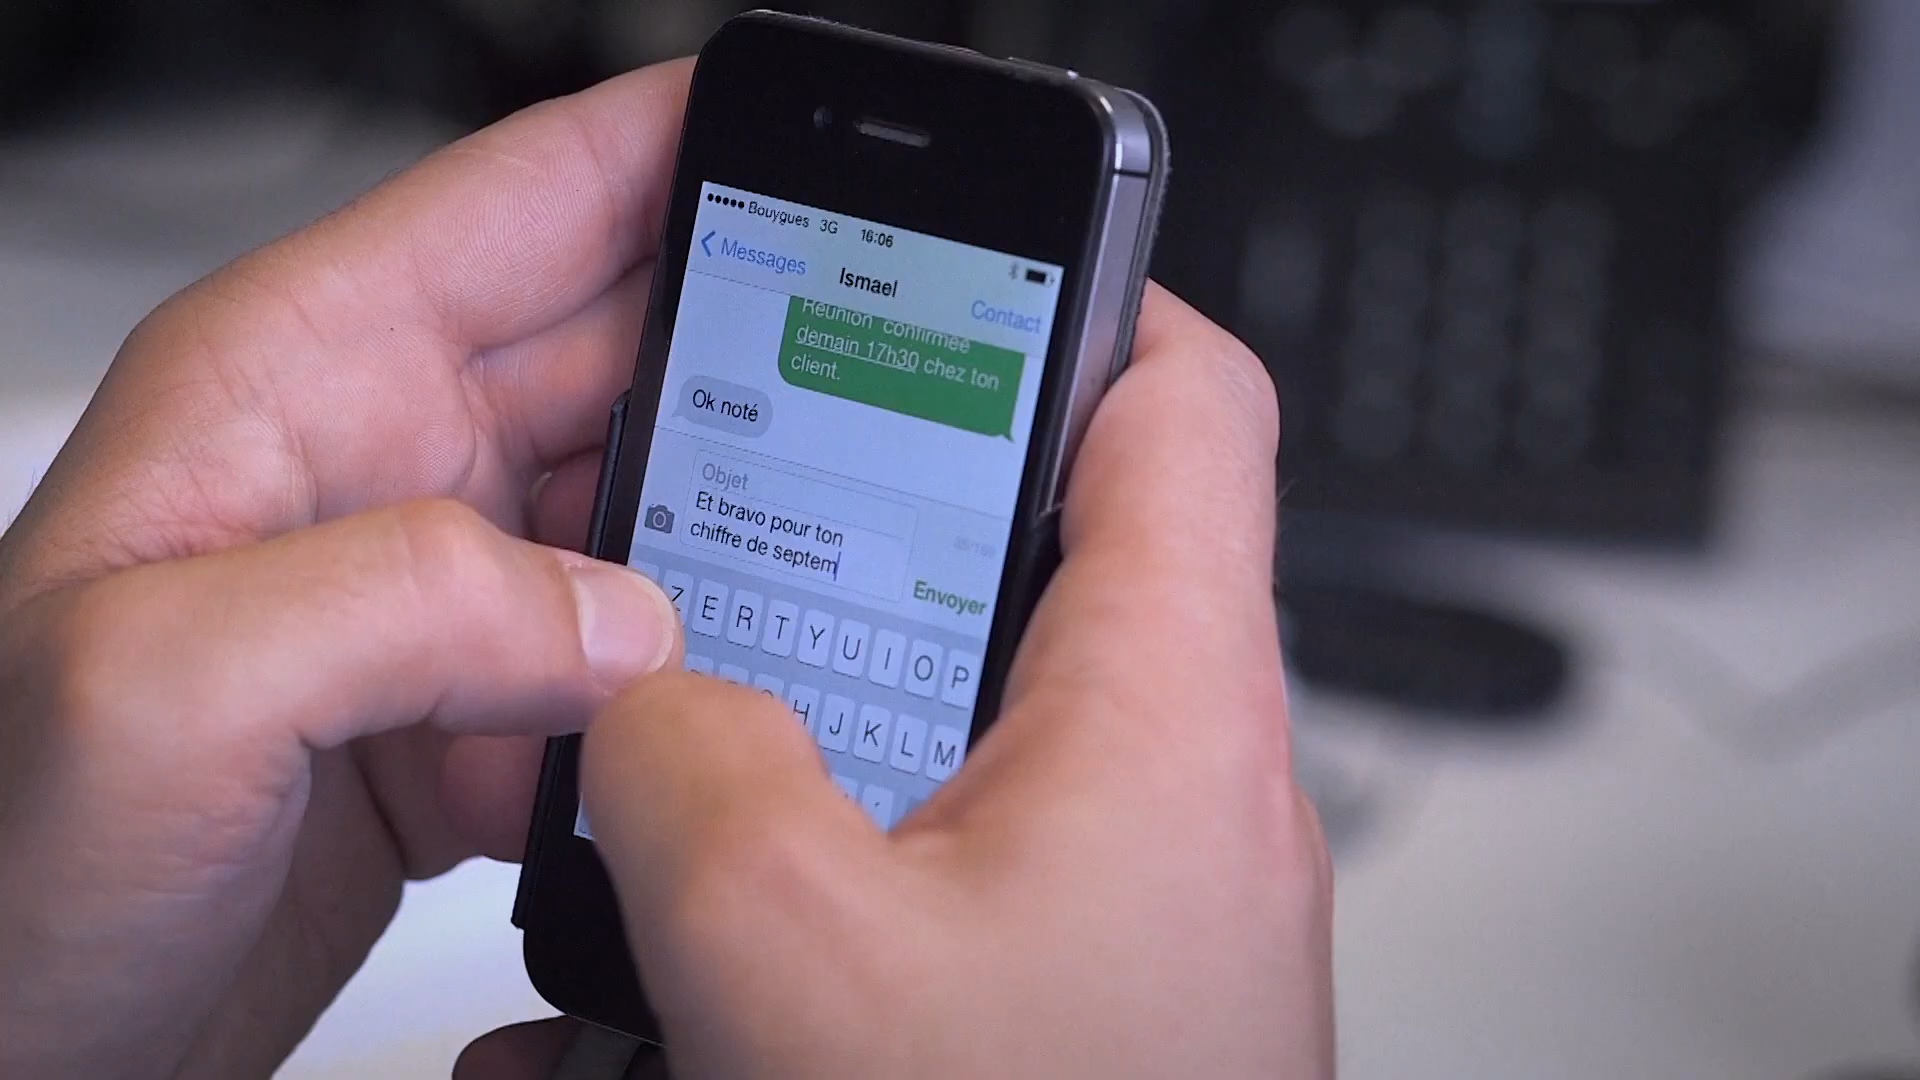 Bouygues 3G 16:06
Messages
Ismael
Contact
Réunion confirmée
demain 17h30 chez ton
client.
Ok noté
Objet
Et bravo pour ton
chiffre de septem
Envoyer
Z E R T Y U I O P
H J K L M